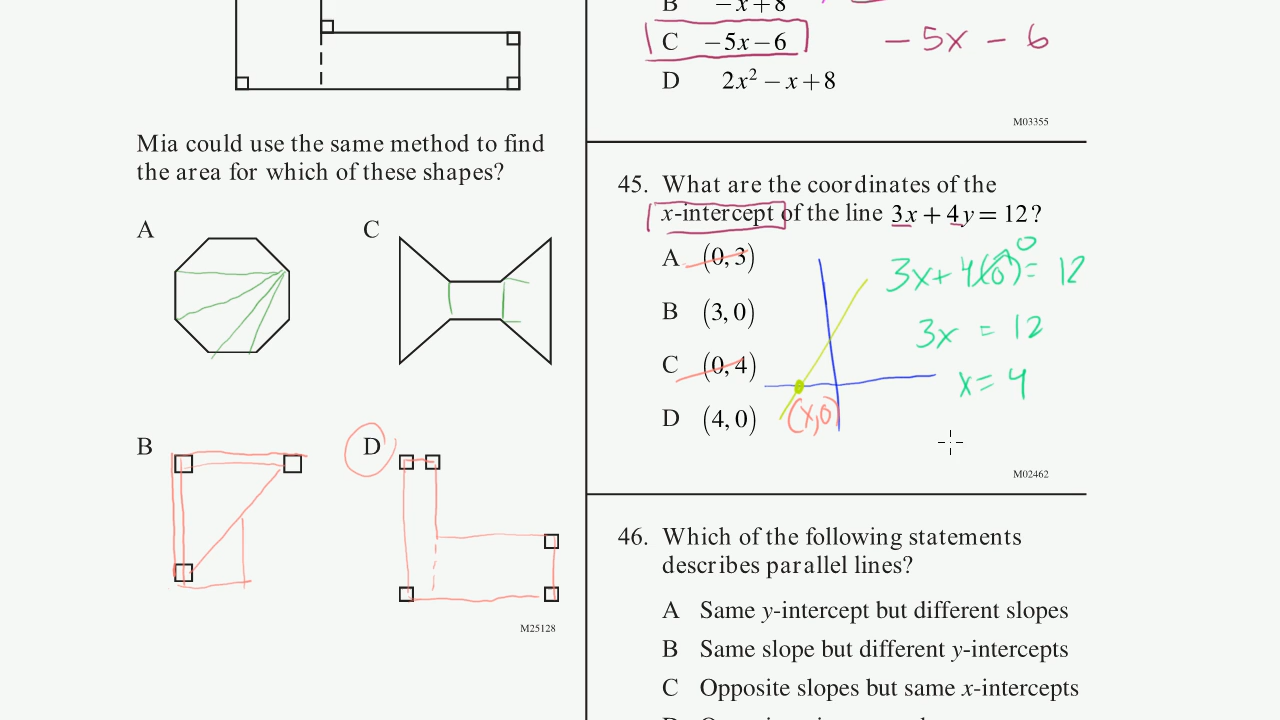 Mia could use the same method to find
the area for which of these shapes?
A
C
B
D
M25128
B −x+8
C −5x−6
−5x − 6
D 2x² − x+8
M03355
45. What are the coordinates of the
x-intercept of the line 3x+4y=12?
A (0,3)
B (3,0)
C (0,4)
D (4,0)
(x,0)
3x+4(0)=12
0
3x = 12
x=4
M02462
46. Which of the following statements
describes parallel lines?
A Same y-intercept but different slopes
B Same slope but different y-intercepts
C Opposite slopes but same x-intercepts